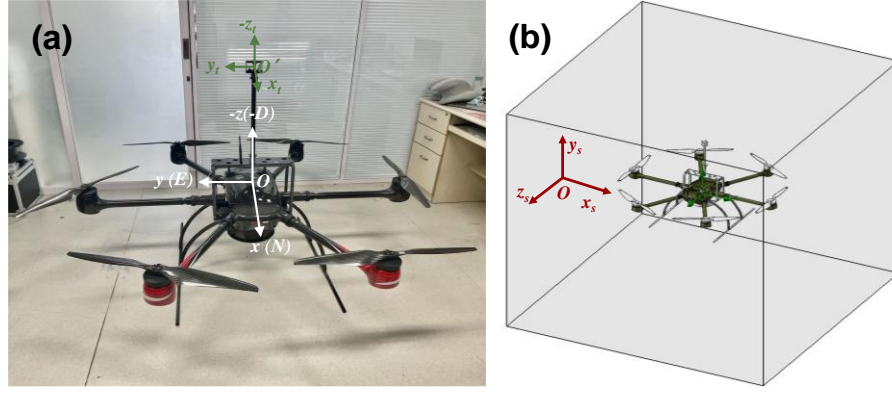 (a)
-z_t
y_t
O′
x_t
-z(-D)
y (E)
O
x (N)
(b)
y_s
z_s
O
x_s